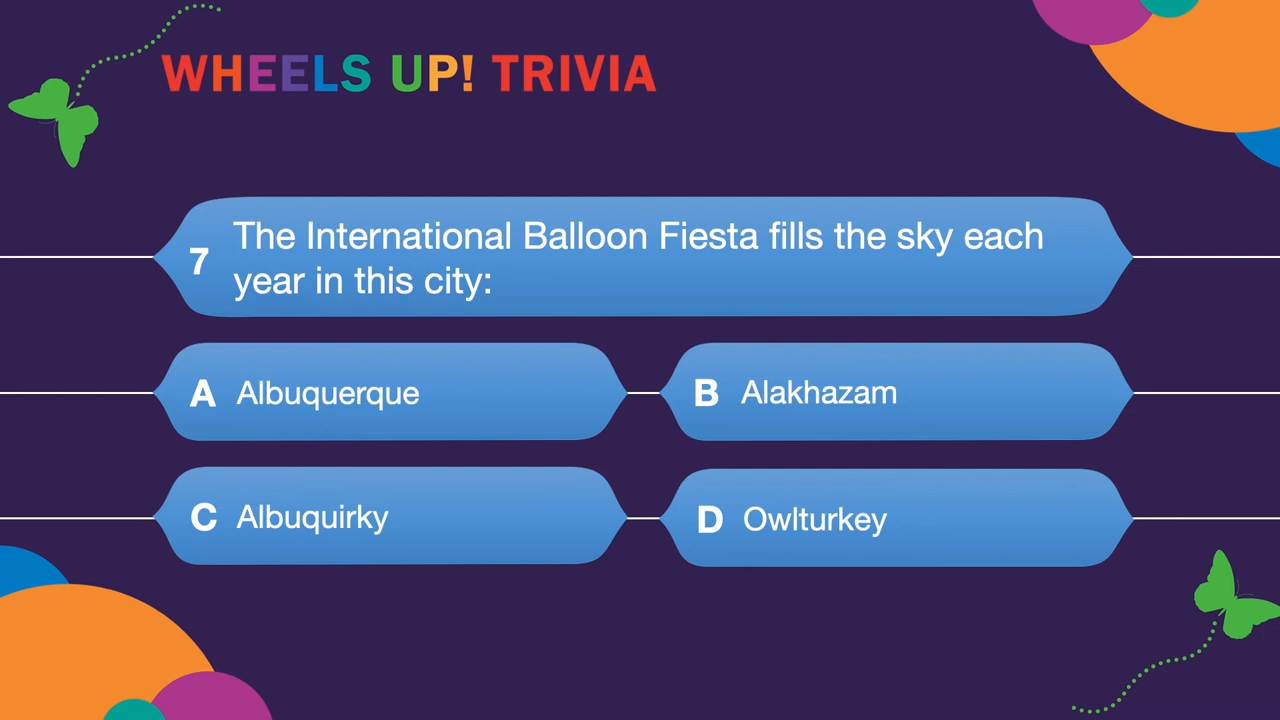 WHEELS UP! TRIVIA
7 The International Balloon Fiesta fills the sky each
year in this city:
A Albuquerque
B Alakhazam
C Albuquirky
D Owlturkey